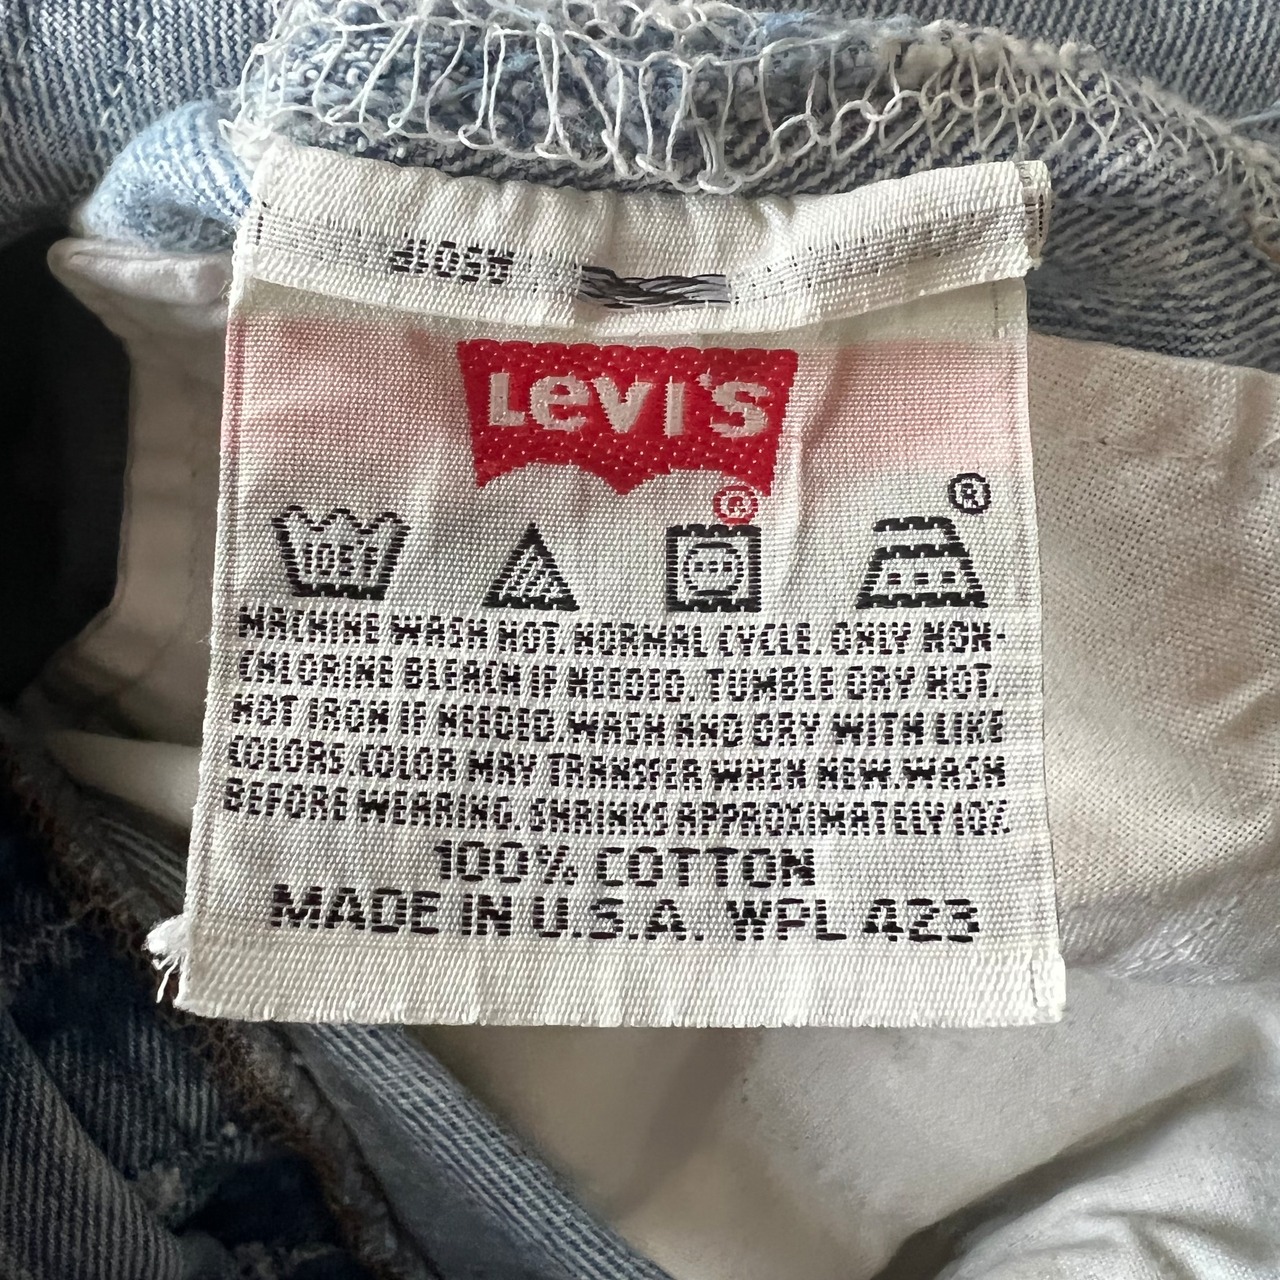 LEVI'S
®
®
105F
MACHINE WASH HOT. NORMAL CYCLE. ONLY NON-
CHLORINE BLEACH IF NEEDED. TUMBLE DRY HOT.
HOT IRON IF NEEDED. WASH AND DRY WITH LIKE
COLORS. COLOR MAY TRANSFER WHEN NEW. WASH
BEFORE WEARING. SHRINKS APPROXIMATELY 10%
100% COTTON
MADE IN U.S.A. WPL 423